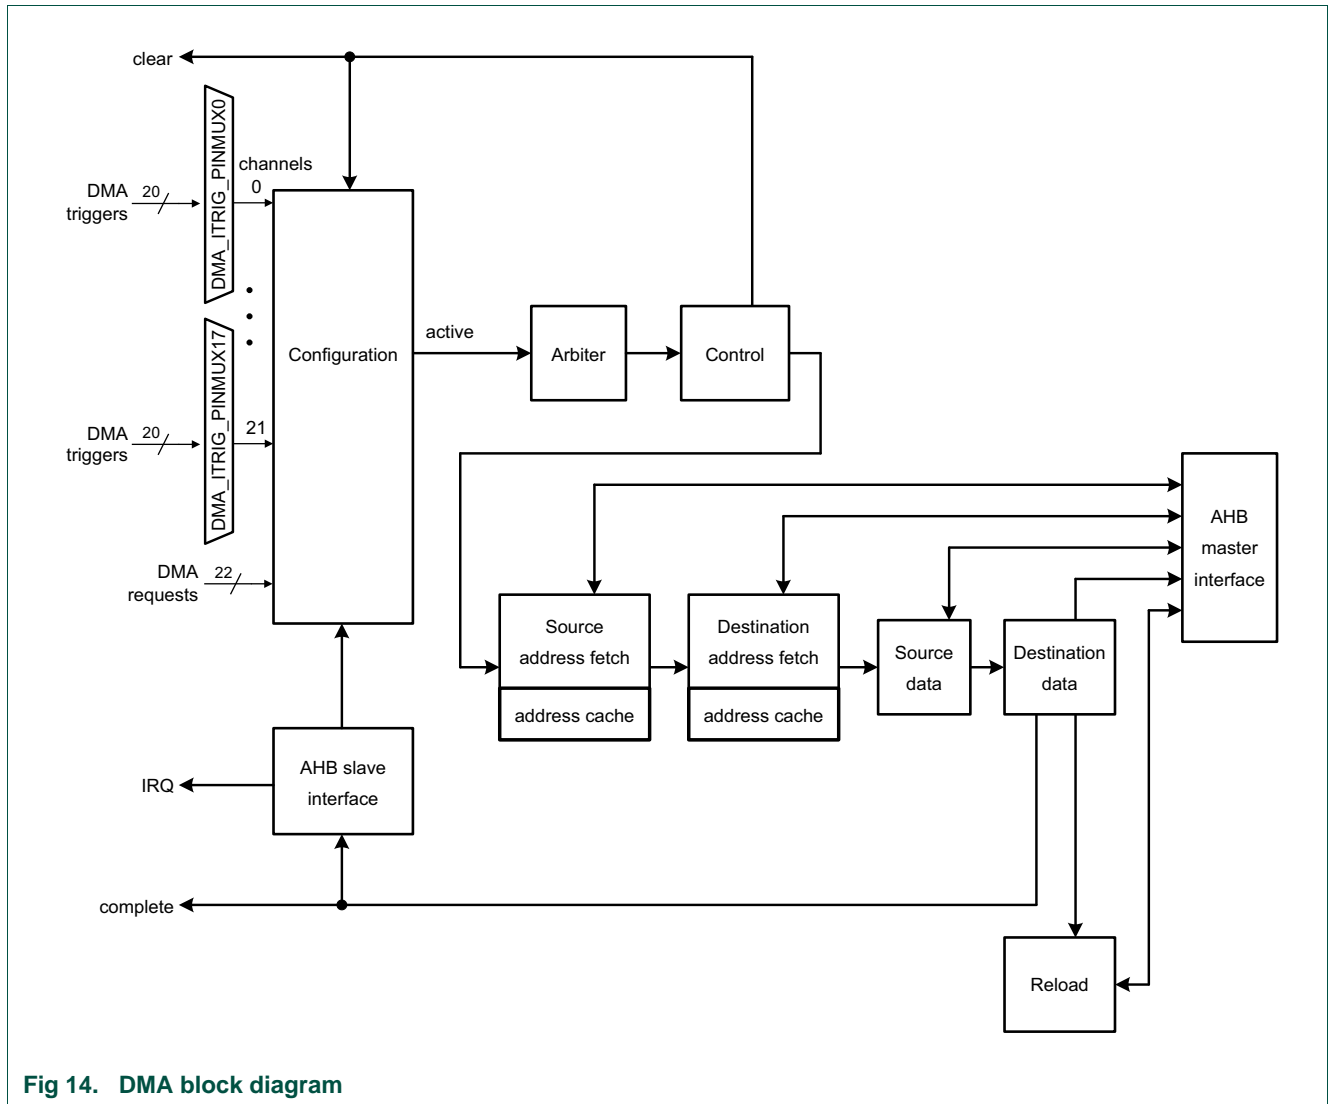 clear
DMA_ITRIG_PINMUX0
channels
0
DMA
triggers
20
Configuration
active
Arbiter
Control
DMA_ITRIG_PINMUX17
21
DMA
triggers
20
DMA
requests
22
AHB
master
interface
Source
address fetch
address cache
Destination
address fetch
address cache
Source
data
Destination
data
AHB slave
interface
IRQ
complete
Reload
Fig 14. DMA block diagram